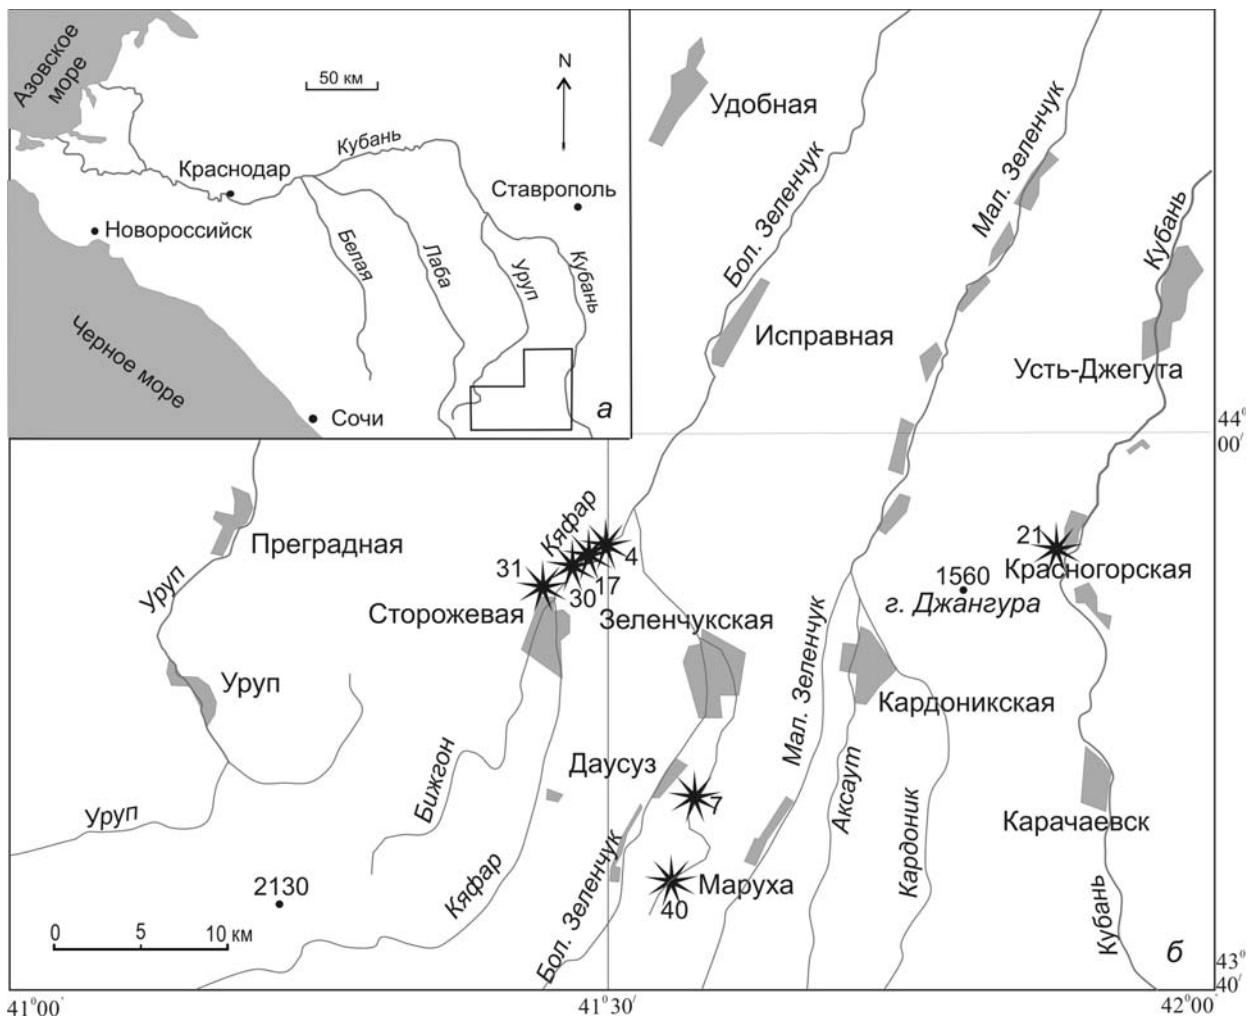 Азовское
море
50 км
N
Кубань
Краснодар
Ставрополь
Новороссийск
Белая
Лаба
Уруп
Кубань
Черное море
Сочи
а
Удобная
Бол. Зеленчук
Мал. Зеленчук
Кубань
Исправная
Усть-Джегута
44°
00'
Преградная
Кяфар
31
4
17
30
21
Красногорская
1560
г. Джангура
Уруп
Сторожевая
Зеленчукская
Уруп
Мал. Зеленчук
Кардоникская
Бижгон
Даусуз
7
Аксаут
Кардоник
Карачаевск
Уруп
2130
Кяфар
Бол. Зеленчук
Маруха
40
Кубань
б
0
5
10 км
43°
40'
41°00'
41°30'
42°00'